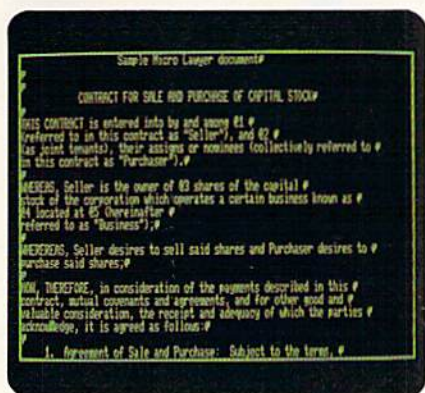 Sample Micro Lawyer document#
#
#
CONTRACT FOR SALE AND PURCHASE OF CAPITAL STOCK#
#
THIS CONTRACT is entered into by and among @1 #
(referred to in this contract as "Seller"), and @2 #
(as joint tenants), their assigns or nominees (collectively referred to #
in this contract as "Purchaser").#
#
WHEREAS, Seller is the owner of @3 shares of the capital #
stock of the corporation which operates a certain business known as #
@4 located at @5 (hereinafter #
referred to as "Business");#
#
WHEREREAS, Seller desires to sell said shares and Purchaser desires to #
purchase said shares;#
#
NOW, THEREFORE, in consideration of the payments described in this #
contract, mutual covenants and agreements, and for other good and #
valuable consideration, the receipt and adequacy of which the parties #
acknowledge, it is agreed as follows:#
#
1. Agreement of Sale and Purchase: Subject to the terms, #